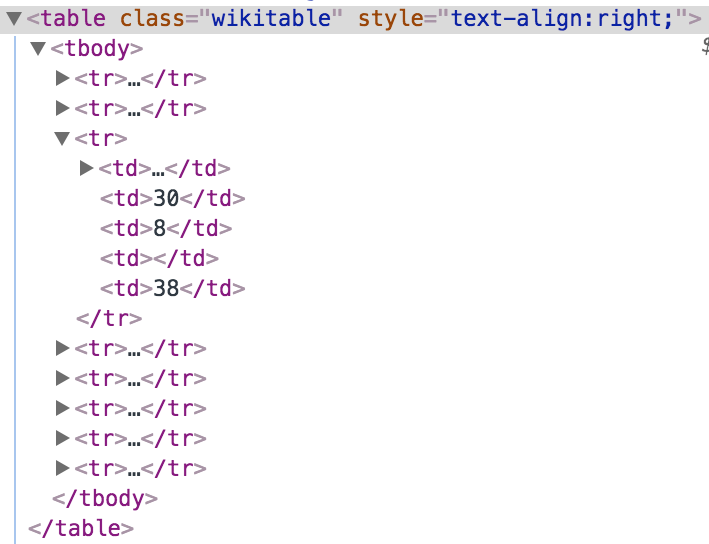 <table class="wikitable" style="text-align:right;">
<tbody>
<tr>…</tr>
<tr>…</tr>
<tr>
<td>…</td>
<td>30</td>
<td>8</td>
<td></td>
<td>38</td>
</tr>
<tr>…</tr>
<tr>…</tr>
<tr>…</tr>
<tr>…</tr>
<tr>…</tr>
</tbody>
</table>